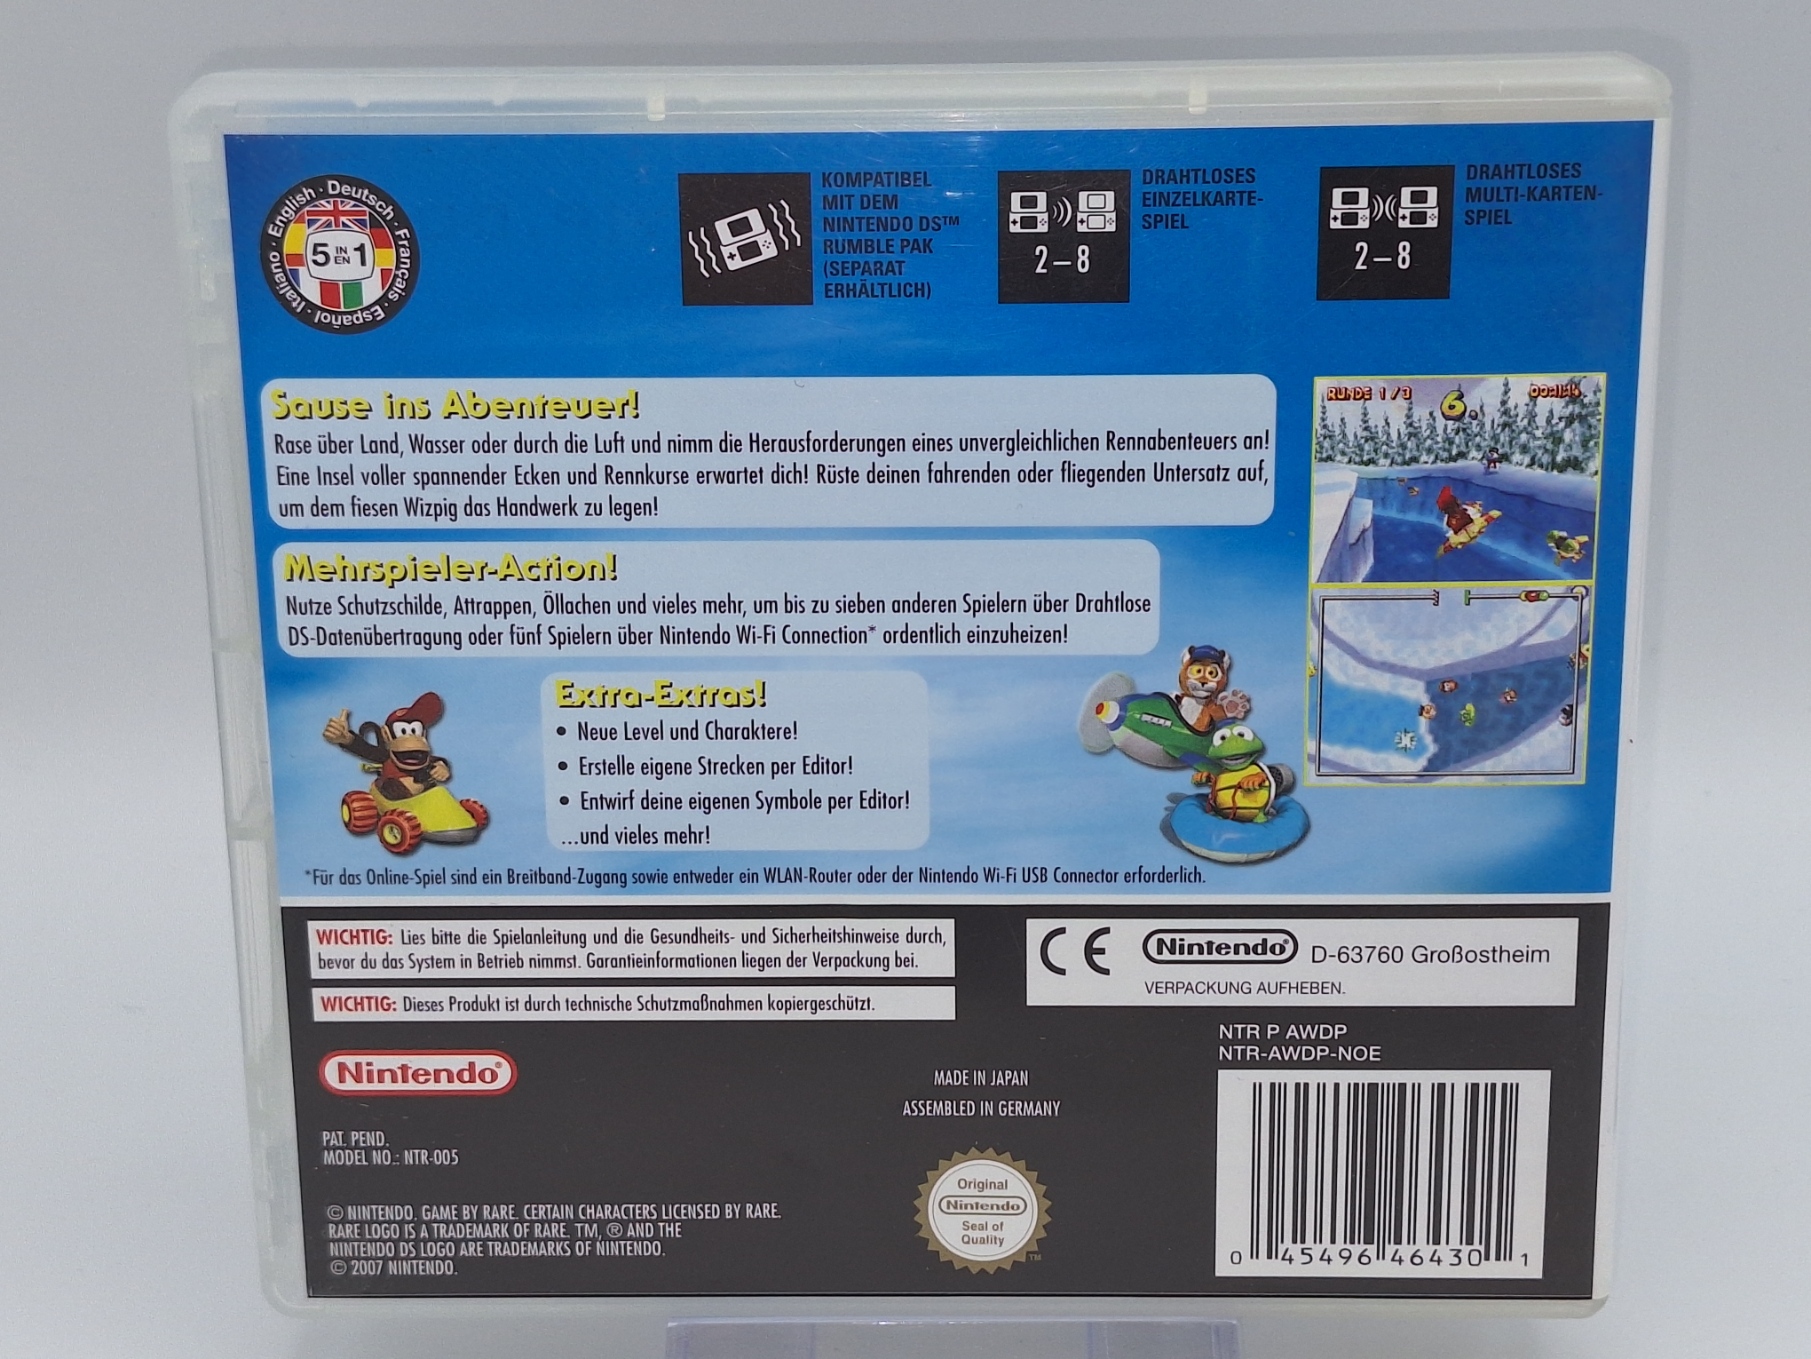 English · Deutsch · Français · Español · Italiano ·
5 IN EN 1
KOMPATIBEL
MIT DEM
NINTENDO DS™
RUMBLE PAK
(SEPARAT
ERHÄLTLICH)
2–8
DRAHTLOSES
EINZELKARTE-
SPIEL
2–8
DRAHTLOSES
MULTI-KARTEN-
SPIEL
Sause ins Abenteuer!
Rase über Land, Wasser oder durch die Luft und nimm die Herausforderungen eines unvergleichlichen Rennabenteuers an!
Eine Insel voller spannender Ecken und Rennkurse erwartet dich! Rüste deinen fahrenden oder fliegenden Untersatz auf,
um dem fiesen Wizpig das Handwerk zu legen!
RUNDE 1/3
6.
Mehrspieler-Action!
Nutze Schutzschilde, Attrappen, Öllachen und vieles mehr, um bis zu sieben anderen Spielern über Drahtlose
DS-Datenübertragung oder fünf Spielern über Nintendo Wi-Fi Connection* ordentlich einzuheizen!
Extra-Extras!
• Neue Level und Charaktere!
• Erstelle eigene Strecken per Editor!
• Entwirf deine eigenen Symbole per Editor!
...und vieles mehr!
*Für das Online-Spiel sind ein Breitband-Zugang sowie entweder ein WLAN-Router oder der Nintendo Wi-Fi USB Connector erforderlich.
WICHTIG: Lies bitte die Spielanleitung und die Gesundheits- und Sicherheitshinweise durch,
bevor du das System in Betrieb nimmst. Garantieinformationen liegen der Verpackung bei.
WICHTIG: Dieses Produkt ist durch technische Schutzmaßnahmen kopiergeschützt.
CE Nintendo® D-63760 Großostheim
VERPACKUNG AUFHEBEN.
NTR P AWDP
NTR-AWDP-NOE
Nintendo®
MADE IN JAPAN
ASSEMBLED IN GERMANY
PAT. PEND.
MODEL NO.: NTR-005
Original
Nintendo
Seal of
Quality
TM
© NINTENDO. GAME BY RARE. CERTAIN CHARACTERS LICENSED BY RARE.
RARE LOGO IS A TRADEMARK OF RARE. TM, ® AND THE
NINTENDO DS LOGO ARE TRADEMARKS OF NINTENDO.
© 2007 NINTENDO.
0 45496 46430 1